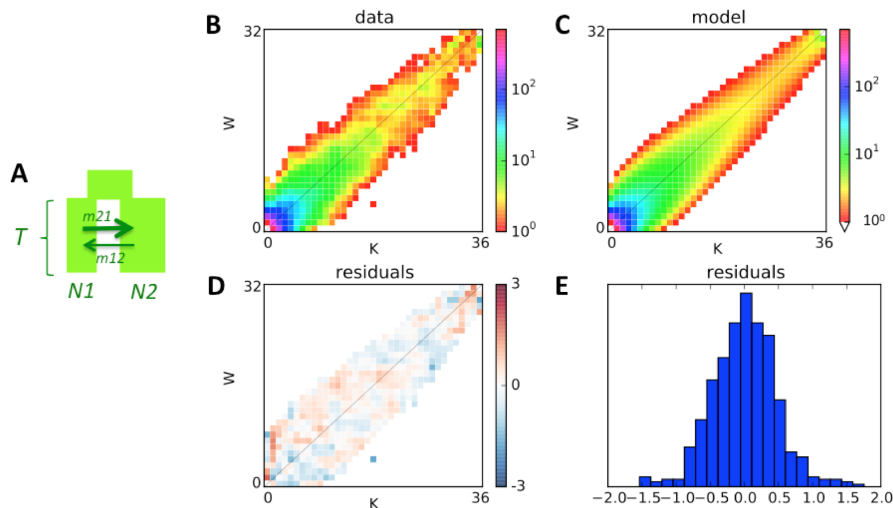 A
T
m21
m12
N1
N2
B
data
32
W
0
0
K
36
10²
10¹
10⁰
C
model
32
W
0
0
K
36
10²
10¹
10⁰
D
residuals
32
W
0
0
K
36
3
0
-3
E
residuals
−2.0 −1.5 −1.0 −0.5 0.0 0.5 1.0 1.5 2.0